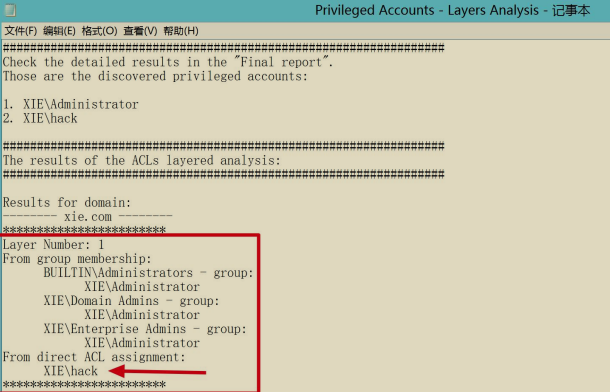 Privileged Accounts - Layers Analysis - 记事本
文件(F) 编辑(E) 格式(O) 查看(V) 帮助(H)
##################################################################
Check the detailed results in the "Final report".
Those are the discovered privileged accounts:
1. XIE\Administrator
2. XIE\hack
##################################################################
The results of the ACLs layered analysis:
##################################################################
Results for domain:
-------- xie.com --------
************************
Layer Number: 1
From group membership:
BUILTIN\Administrators - group:
XIE\Administrator
XIE\Domain Admins - group:
XIE\Administrator
XIE\Enterprise Admins - group:
XIE\Administrator
From direct ACL assignment:
XIE\hack
************************